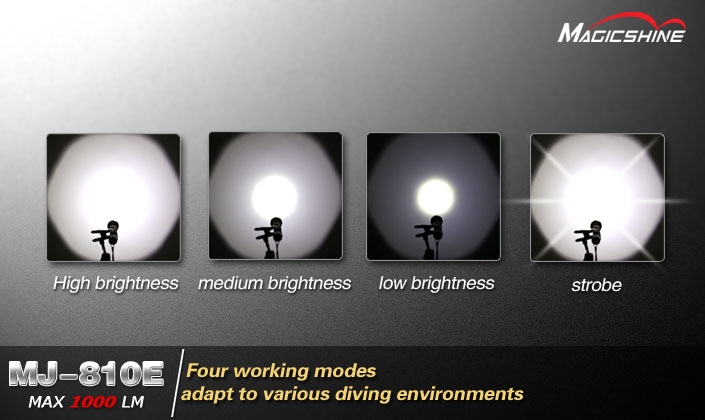 MAGICSHINE
High brightness
medium brightness
low brightness
strobe
MJ-810E
MAX 1000 LM
Four working modes
adapt to various diving environments